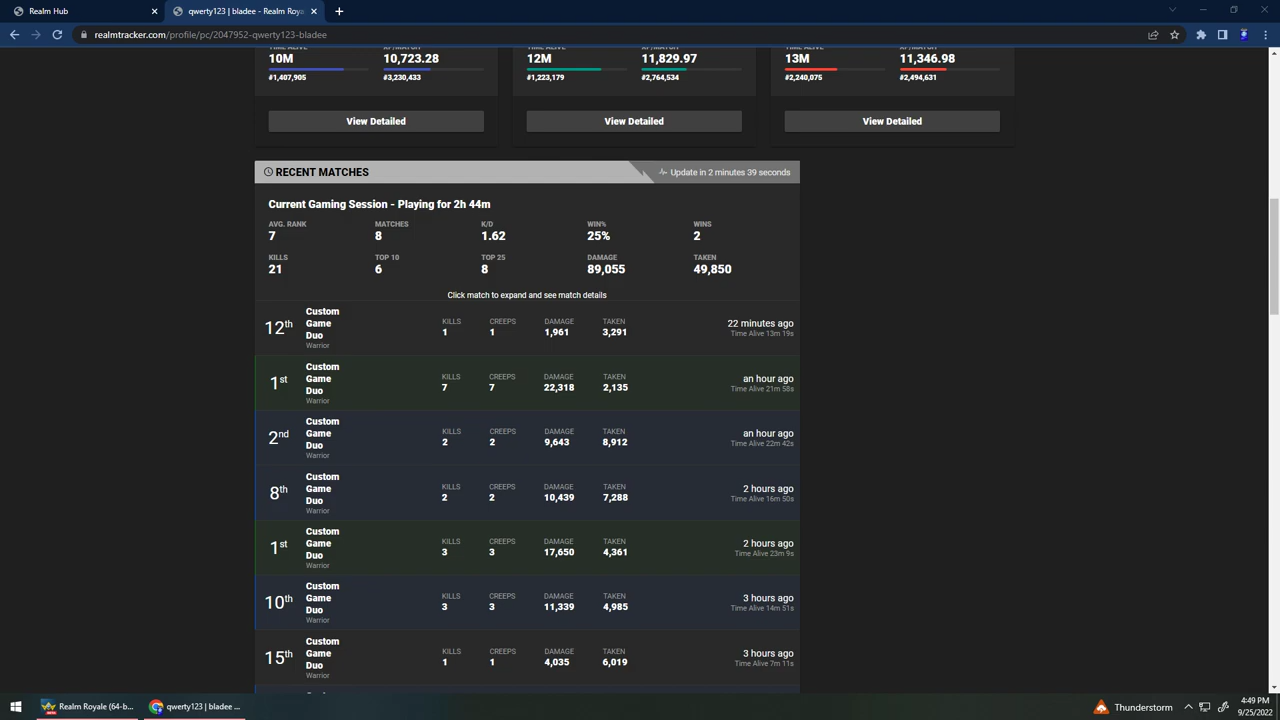 Realm Hub
qwerty123 | bladee - Realm Roya
realmtracker.com/profile/pc/2047952-qwerty123-bladee
TIME ALIVE XP/MATCH TIME ALIVE XP/MATCH TIME ALIVE XP/MATCH
10M 10,723.28 12M 11,829.97 13M 11,346.98
#1,407,905 #3,230,433 #1,223,179 #2,764,534 #2,240,075 #2,494,631
View Detailed View Detailed View Detailed
RECENT MATCHES Update in 2 minutes 39 seconds
Current Gaming Session - Playing for 2h 44m
AVG. RANK MATCHES K/D WIN% WINS
7 8 1.62 25% 2
KILLS TOP 10 TOP 25 DAMAGE TAKEN
21 6 8 89,055 49,850
Click match to expand and see match details
12th Custom Game Duo Warrior KILLS 1 CREEPS 1 DAMAGE 1,961 TAKEN 3,291 22 minutes ago Time Alive 13m 19s
1st Custom Game Duo Warrior KILLS 7 CREEPS 7 DAMAGE 22,318 TAKEN 2,135 an hour ago Time Alive 21m 58s
2nd Custom Game Duo Warrior KILLS 2 CREEPS 2 DAMAGE 9,643 TAKEN 8,912 an hour ago Time Alive 22m 42s
8th Custom Game Duo Warrior KILLS 2 CREEPS 2 DAMAGE 10,439 TAKEN 7,288 2 hours ago Time Alive 16m 50s
1st Custom Game Duo Warrior KILLS 3 CREEPS 3 DAMAGE 17,650 TAKEN 4,361 2 hours ago Time Alive 23m 9s
10th Custom Game Duo Warrior KILLS 3 CREEPS 3 DAMAGE 11,339 TAKEN 4,985 3 hours ago Time Alive 14m 51s
15th Custom Game Duo Warrior KILLS 1 CREEPS 1 DAMAGE 4,035 TAKEN 6,019 3 hours ago Time Alive 7m 11s
Realm Royale (64-b... qwerty123 | bladee ... Thunderstorm 4:49 PM
9/25/2022